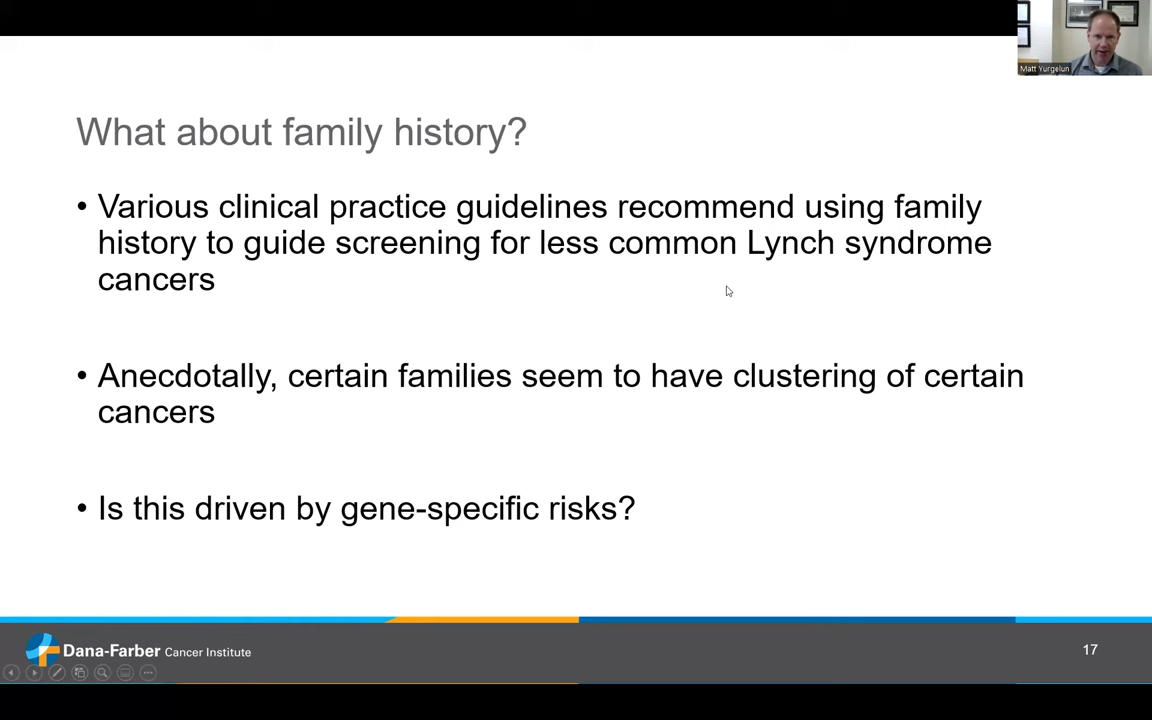 Matt Yurgelun
What about family history?
• Various clinical practice guidelines recommend using family
history to guide screening for less common Lynch syndrome
cancers
• Anecdotally, certain families seem to have clustering of certain
cancers
• Is this driven by gene-specific risks?
Dana-Farber Cancer Institute
17